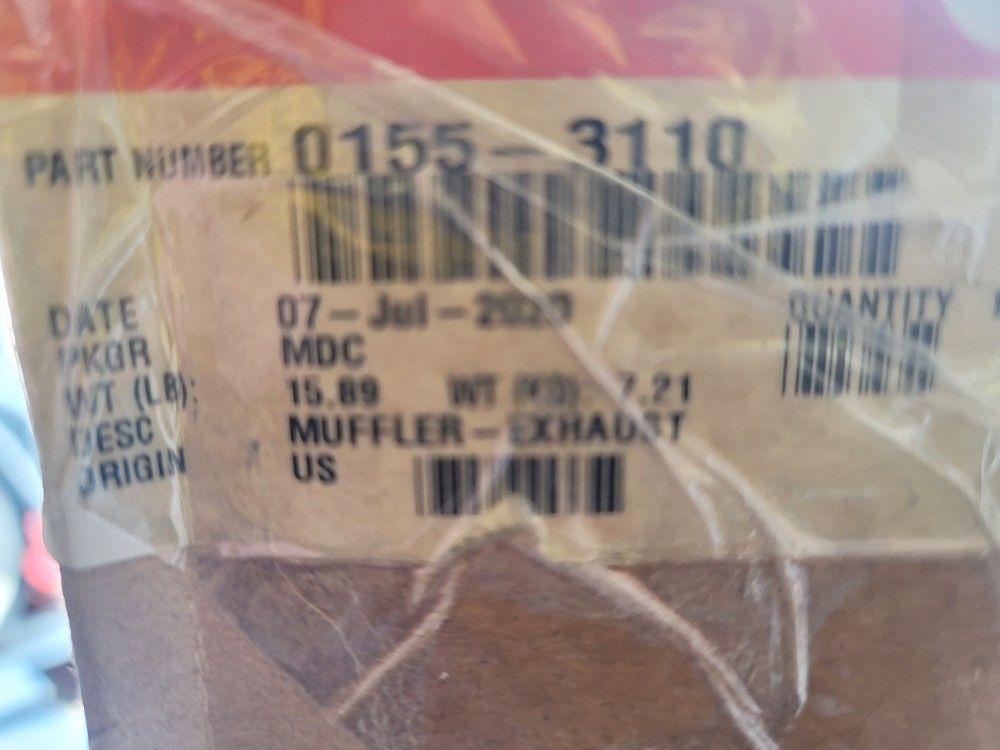 PART NUMBER 0155-3110
DATE 07-Jul-2020 QUANTITY
PKGR MDC
WT (LB): 15.89 WT (KG): 7.21
DESC MUFFLER-EXHAUST
ORIGIN US